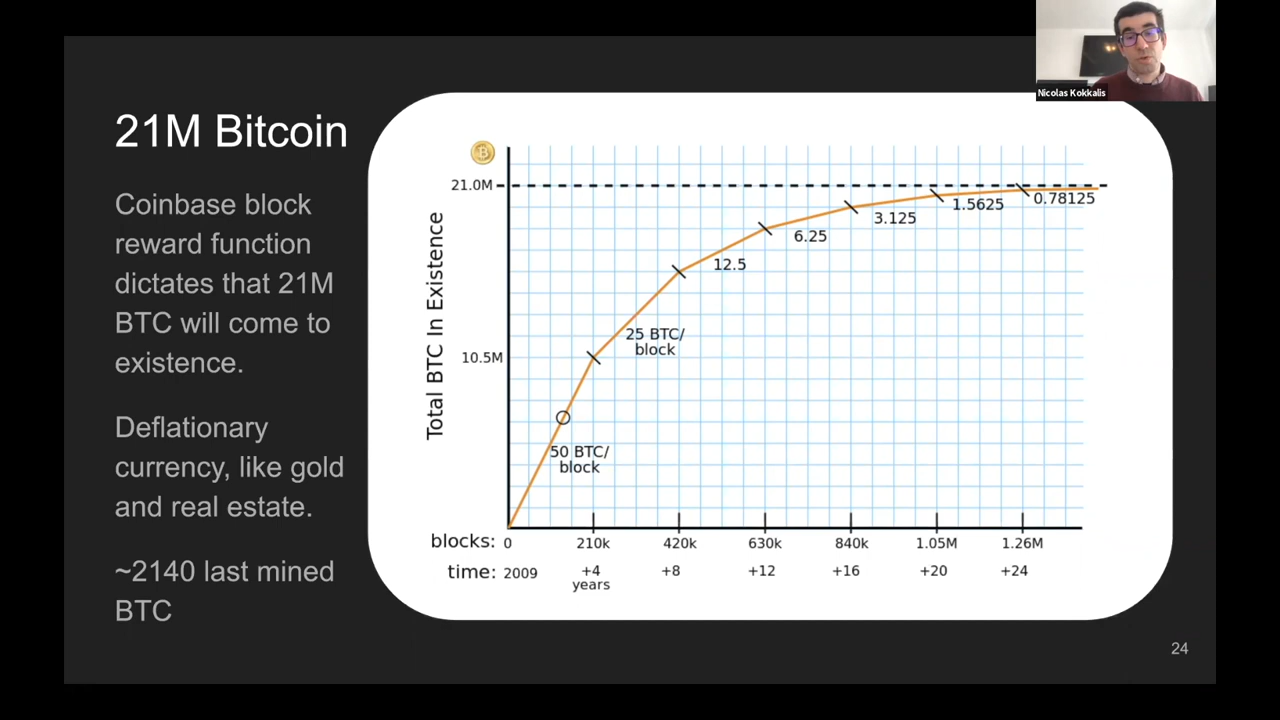 Nicolas Kokkalis
21M Bitcoin
Coinbase block
reward function
dictates that 21M
BTC will come to
existence.
Deflationary
currency, like gold
and real estate.
~2140 last mined
BTC
Total BTC In Existence
21.0M
10.5M
50 BTC/
block
25 BTC/
block
12.5
6.25
3.125
1.5625
0.78125
blocks: 0 210k 420k 630k 840k 1.05M 1.26M
time: 2009 +4 +8 +12 +16 +20 +24
years
24